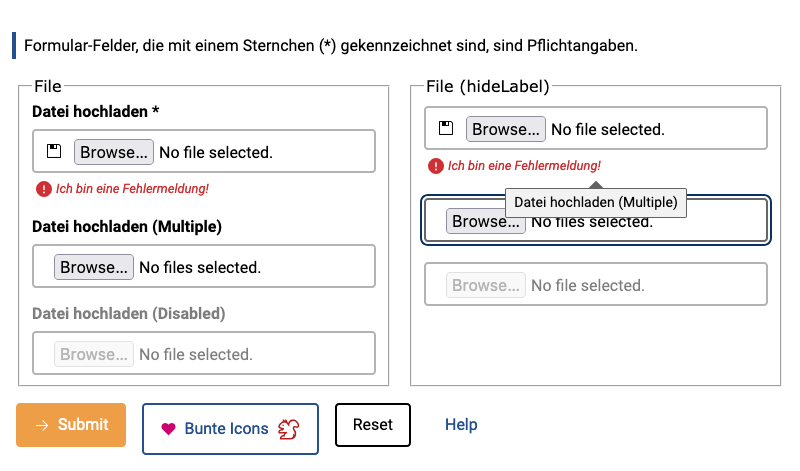 Formular-Felder, die mit einem Sternchen (*) gekennzeichnet sind, sind Pflichtangaben.
File
Datei hochladen *
Browse... No file selected.
Ich bin eine Fehlermeldung!
Datei hochladen (Multiple)
Browse... No files selected.
Datei hochladen (Disabled)
Browse... No file selected.
File (hideLabel)
Browse... No file selected.
Ich bin eine Fehlermeldung!
Datei hochladen (Multiple)
Browse... No files selected.
Browse... No file selected.
Submit
Bunte Icons
Reset
Help